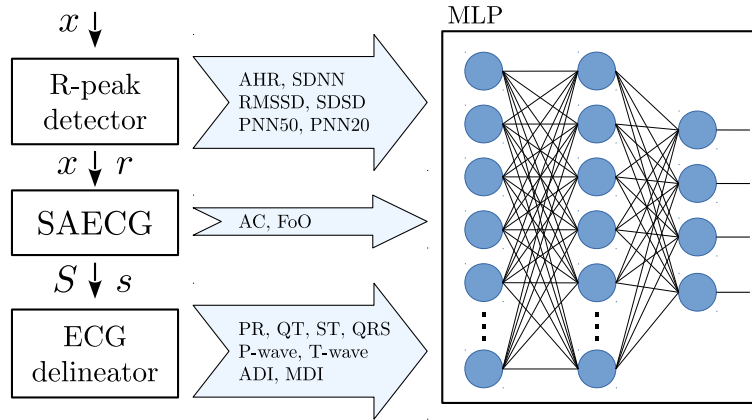 x
R-peak
detector
x r
SAECG
S s
ECG
delineator
AHR, SDNN
RMSSD, SDSD
PNN50, PNN20
AC, FoO
PR, QT, ST, QRS
P-wave, T-wave
ADI, MDI
MLP